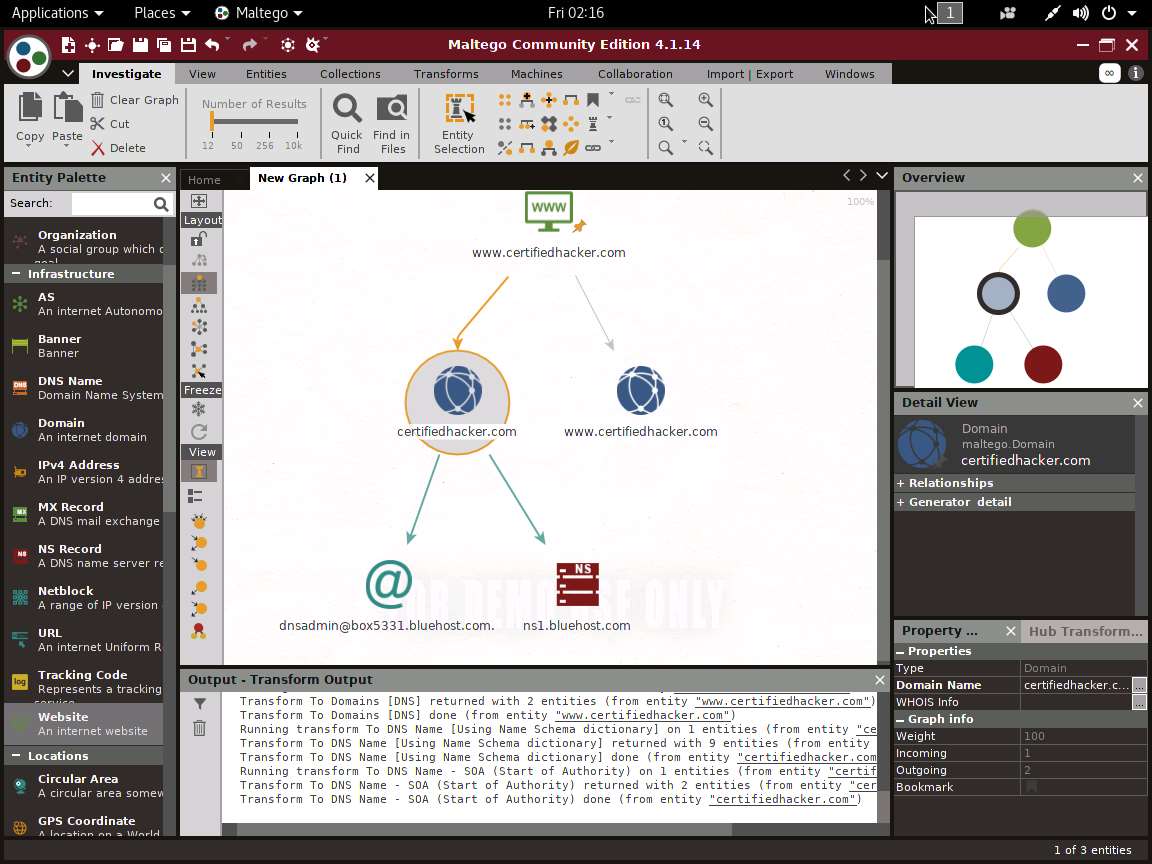 Applications Places Maltego Fri 02:16 1
Maltego Community Edition 4.1.14
Investigate View Entities Collections Transforms Machines Collaboration Import | Export Windows
Copy
Paste
Clear Graph
Cut
Delete
Number of Results
12 50 256 10k
Quick
Find
Find in
Files
Entity
Selection
Entity Palette
Search:
Organization
A social group which c
Infrastructure
AS
An internet Autonomo
Banner
Banner
DNS
DNS Name
Domain Name System
Domain
An internet domain
IPv4 Address
An IP version 4 addre
MX
MX Record
A DNS mail exchange
NS
NS Record
A DNS name server re
Netblock
A range of IP version
URL
An internet Uniform R
log
Tracking Code
Represents a tracking
service
Website
An internet website
Locations
Circular Area
A circular area somew
GPS Coordinate
A location on a World
Home
New Graph (1)
Layout
Freeze
View
100%
WWW
www.certifiedhacker.com
certifiedhacker.com
www.certifiedhacker.com
@
NS
OR DEMO USE ONLY
dnsadmin@box5331.bluehost.com.
ns1.bluehost.com
Output - Transform Output
Transform To Domains [DNS] returned with 2 entities (from entity "www.certifiedhacker.com")
Transform To Domains [DNS] done (from entity "www.certifiedhacker.com")
Running transform To DNS Name [Using Name Schema dictionary] on 1 entities (from entity "ce
Transform To DNS Name [Using Name Schema dictionary] returned with 9 entities (from entity
Transform To DNS Name [Using Name Schema dictionary] done (from entity "certifiedhacker.com
Running transform To DNS Name - SOA (Start of Authority) on 1 entities (from entity "certif
Transform To DNS Name - SOA (Start of Authority) returned with 2 entities (from entity "cer
Transform To DNS Name - SOA (Start of Authority) done (from entity "certifiedhacker.com")
Overview
Detail View
Domain
maltego.Domain
certifiedhacker.com
+ Relationships
+ Generator detail
Property ...
Hub Transform...
Properties
Type Domain
Domain Name certifiedhacker.c... ...
WHOIS Info ...
Graph info
Weight 100
Incoming 1
Outgoing 2
Bookmark
1 of 3 entities